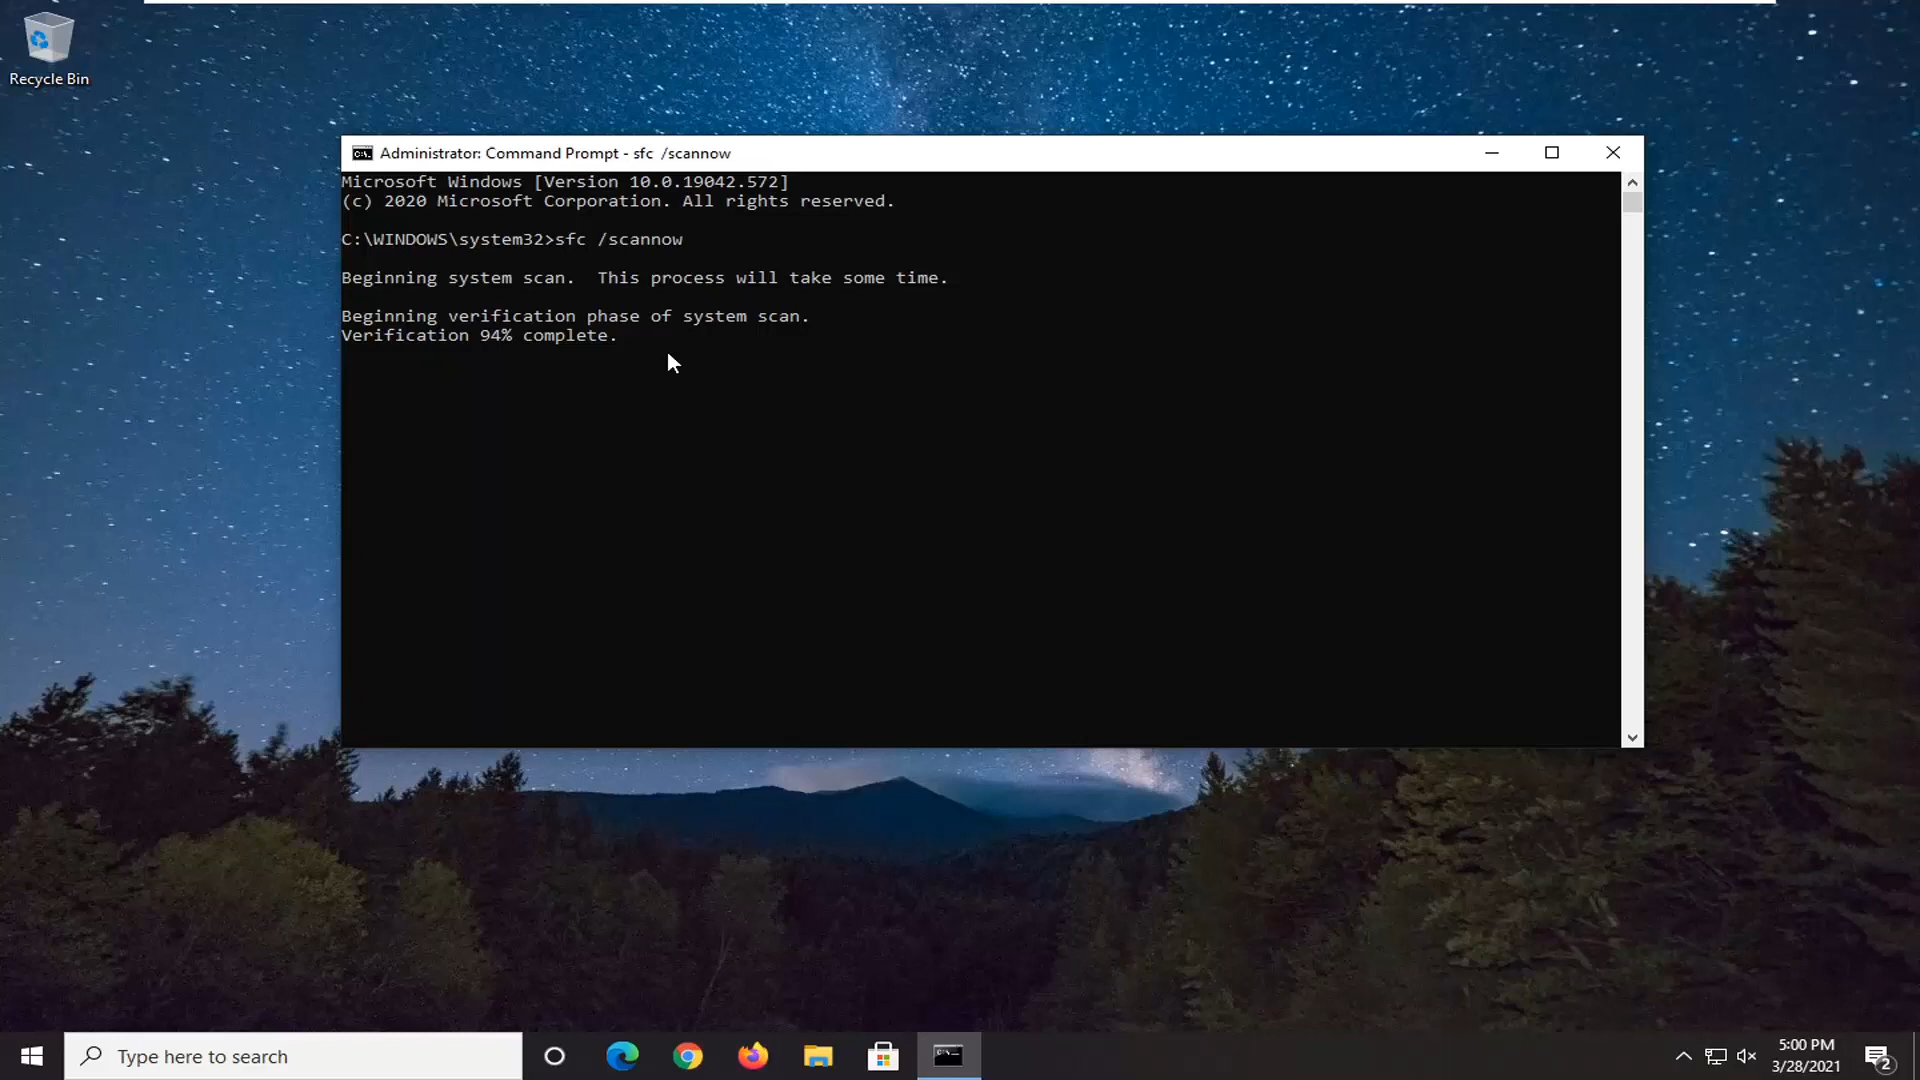 Recycle Bin
Administrator: Command Prompt - sfc  /scannow
Microsoft Windows [Version 10.0.19042.572]
(c) 2020 Microsoft Corporation. All rights reserved.
C:\WINDOWS\system32>sfc /scannow
Beginning system scan.  This process will take some time.
Beginning verification phase of system scan.
Verification 94% complete.
Type here to search
5:00 PM
3/28/2021
2